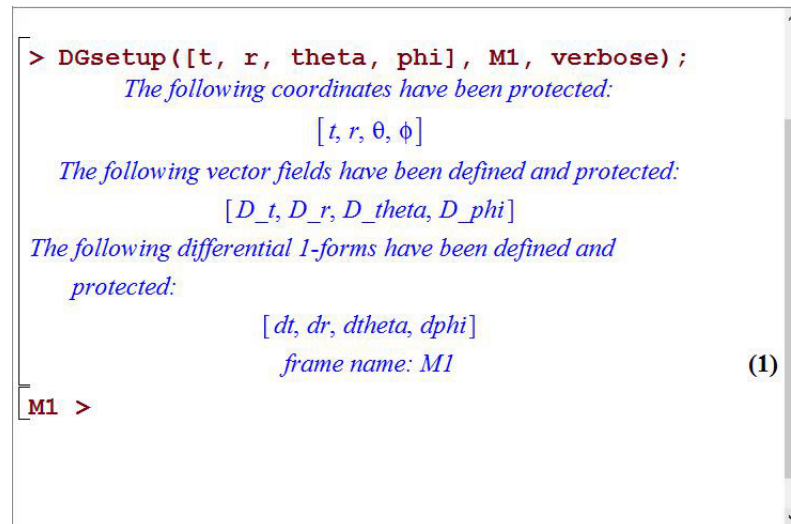 > DGsetup([t, r, theta, phi], M1, verbose);
The following coordinates have been protected:
[t, r, θ, ϕ]
The following vector fields have been defined and protected:
[D_t, D_r, D_theta, D_phi]
The following differential 1-forms have been defined and
protected:
[dt, dr, dtheta, dphi]
frame name: M1 (1)
M1 >